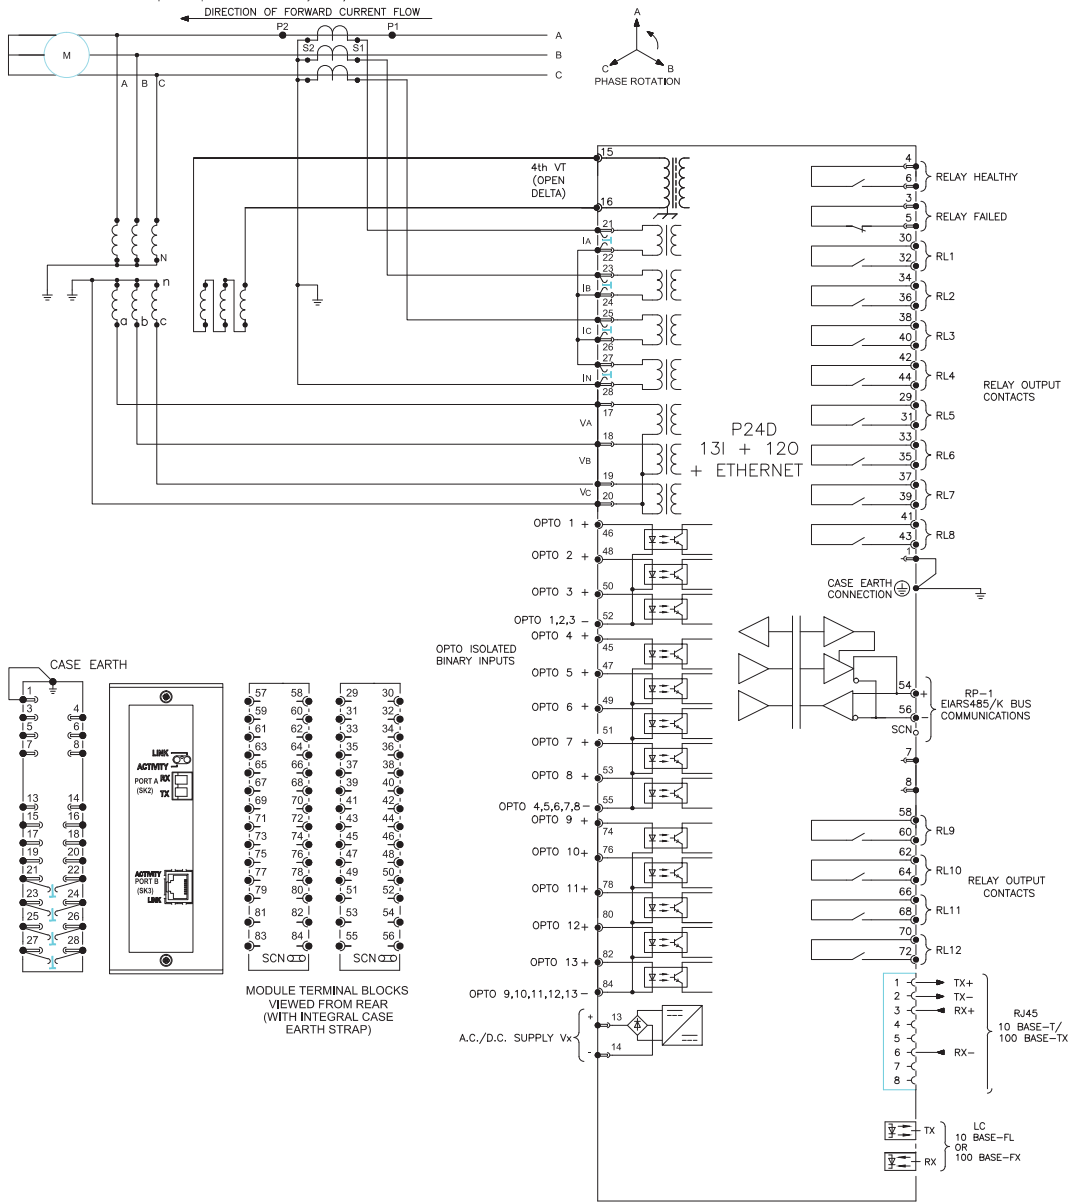 DIRECTION OF FORWARD CURRENT FLOW
P2
P1
S2
S1
A
B
C
M
A B C
A
C B
PHASE ROTATION
N
n
a b c
4th VT
(OPEN
DELTA)
15
16
IA
21
22
IB
23
24
IC
25
26
IN
27
28
VA
17
VB
18
VC
19
20
P24D
13I + 12O
+ ETHERNET
OPTO ISOLATED
BINARY INPUTS
OPTO 1 +
46
OPTO 2 +
48
OPTO 3 +
50
OPTO 1,2,3 -
52
OPTO 4 +
45
OPTO 5 +
47
OPTO 6 +
49
51
OPTO 7 +
OPTO 8 +
53
OPTO 4,5,6,7,8-
55
OPTO 9 +
74
OPTO 10+
76
OPTO 11+
78
80
OPTO 12+
82
OPTO 13+
OPTO 9,10,11,12,13-
84
A.C./D.C. SUPPLY Vx
+ 13
- 14
4
6
RELAY HEALTHY
3
5
RELAY FAILED
30
32
RL1
34
36
RL2
38
40
RL3
42
44
RL4
29
31
RL5
33
35
RL6
37
39
RL7
41
43
RL8
RELAY OUTPUT
CONTACTS
1
CASE EARTH
CONNECTION
54 +
56 -
SCN
RP-1
EIARS485/K BUS
COMMUNICATIONS
7
8
58
60
RL9
62
64
RL10
66
68
RL11
70
72
RL12
RELAY OUTPUT
CONTACTS
1 TX+
2 TX-
3 RX+
4
5
6 RX-
7
8
RJ45
10 BASE-T/
100 BASE-TX
TX
RX
LC
10 BASE-FL
OR
100 BASE-FX
CASE EARTH
1
3 4
5 6
7 8
13 14
15 16
17 18
19 20
21 22
23 24
25 26
27 28
LINK
ACTIVITY
PORT A RX
(SK2) TX
ACTIVITY
PORT B
(SK3)
LINK
57 58
59 60
61 62
63 64
65 66
67 68
69 70
71 72
73 74
75 76
77 78
79 80
81 82
83 84
SCN
29 30
31 32
33 34
35 36
37 38
39 40
41 42
43 44
45 46
47 48
49 50
51 52
53 54
55 56
SCN
MODULE TERMINAL BLOCKS
VIEWED FROM REAR
(WITH INTEGRAL CASE
EARTH STRAP)